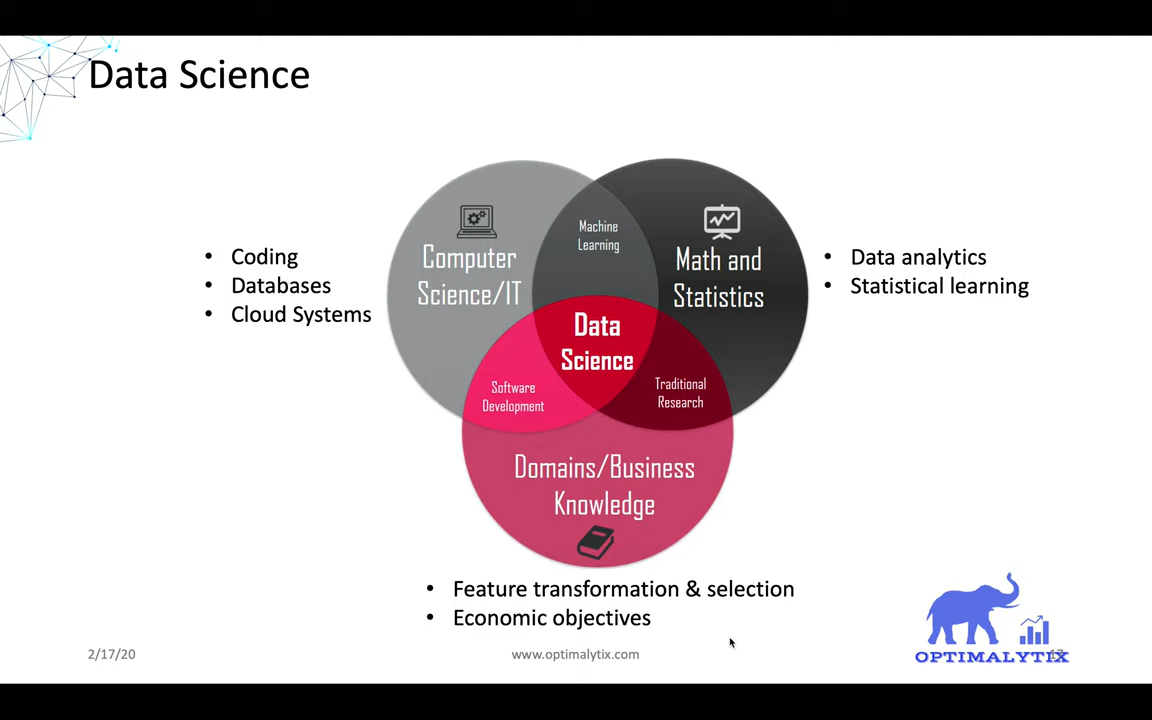 Data Science
Machine
Learning
Computer
Science/IT
Math and
Statistics
• Coding
• Databases
• Cloud Systems
• Data analytics
• Statistical learning
Data
Science
Software
Development
Traditional
Research
Domains/Business
Knowledge
• Feature transformation & selection
• Economic objectives
2/17/20
www.optimalytix.com
OPTIMALYTIX
17